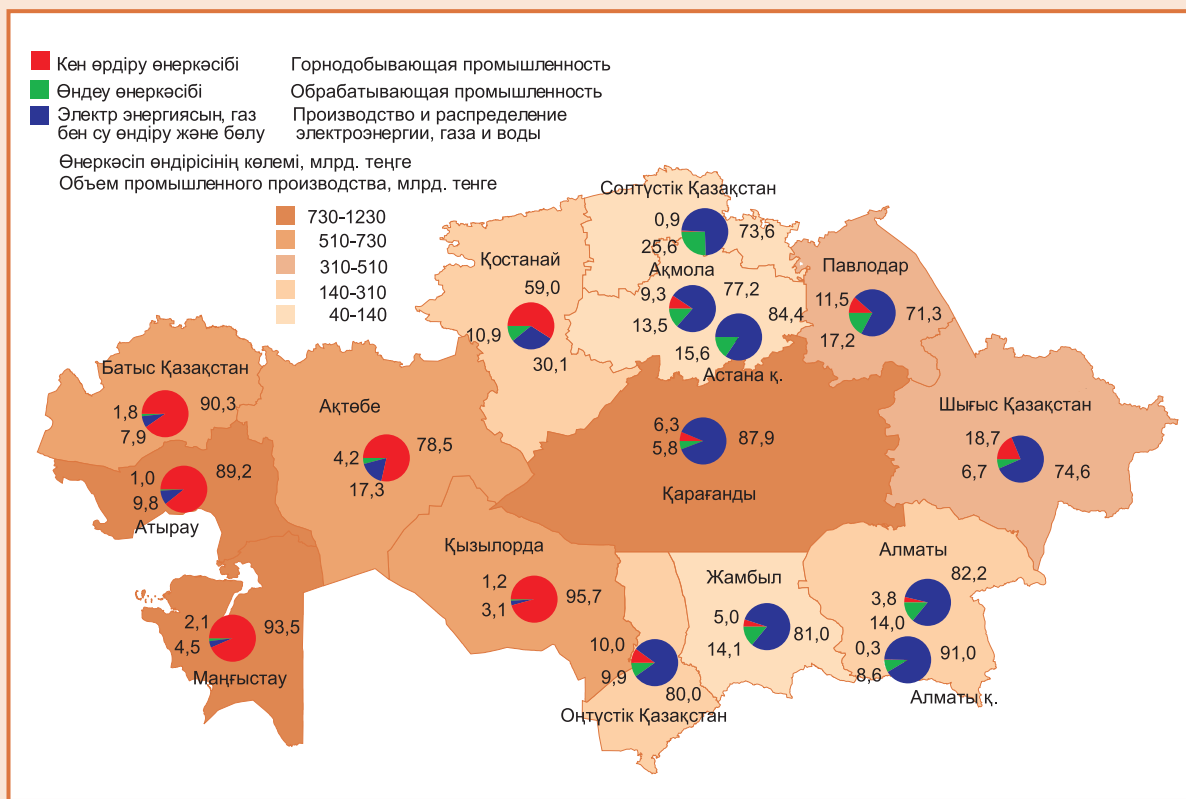 Кен өрдіру өнеркәсібі Горнодобывающая промышленность
Өндеу өнеркәсібі Обрабатывающая промышленность
Электр энергиясын, газ Производство и распределение
бен су өндіру және бөлу электроэнергии, газа и воды
Өнеркәсіп өндірісінің көлемі, млрд. теңге
Объем промышленного производства, млрд. тенге
730-1230
510-730
310-510
140-310
40-140
Солтүстік Қазақстан
0,9
73,6
25,6
Қостанай
59,0
10,9
30,1
Ақмола
9,3
77,2
13,5
84,4
15,6
Астана қ.
Павлодар
11,5
71,3
17,2
Батыс Қазақстан
90,3
1,8
7,9
Ақтөбе
78,5
4,2
17,3
6,3
87,9
5,8
Қарағанды
Шығыс Қазақстан
18,7
6,7
74,6
89,2
1,0
9,8
Атырау
Қызылорда
1,2
95,7
3,1
Жамбыл
5,0
81,0
14,1
Алматы
82,2
3,8
14,0
0,3
91,0
8,6
Алматы қ.
2,1
93,5
4,5
Маңғыстау
10,0
9,9
80,0
Оңтүстік Қазақстан